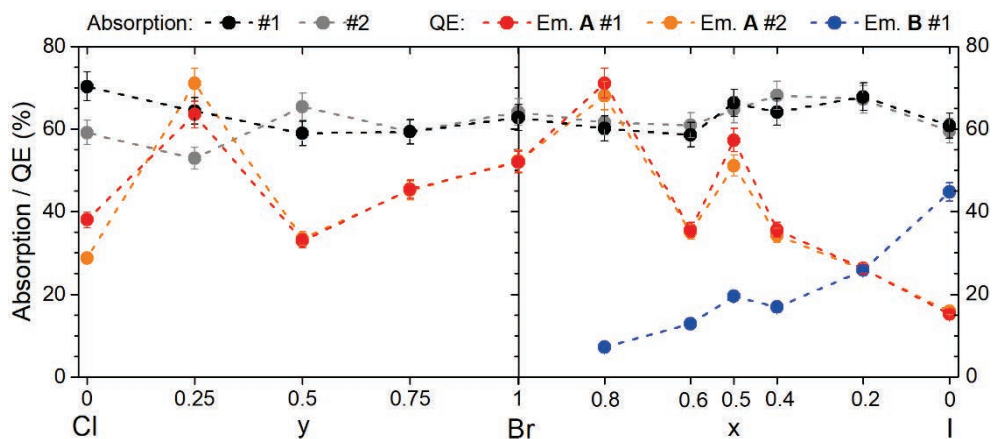 Absorption: #1 #2 QE: Em. A #1 Em. A #2 Em. B #1
80 80
60 60
40 40
20 20
0 0
Absorption / QE (%)
0 0.25 0.5 0.75 1 0.8 0.6 0.5 0.4 0.2 0
Cl y Br x I